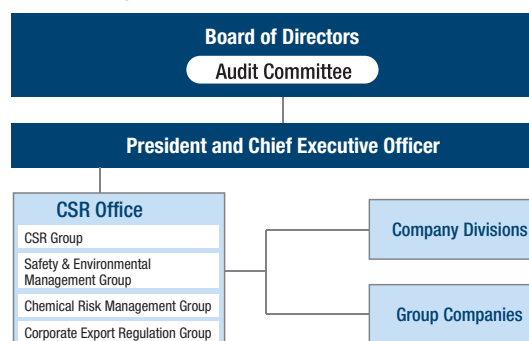 Board of Directors
Audit Committee
President and Chief Executive Officer
CSR Office
CSR Group
Safety & Environmental
Management Group
Chemical Risk Management Group
Corporate Export Regulation Group
Company Divisions
Group Companies